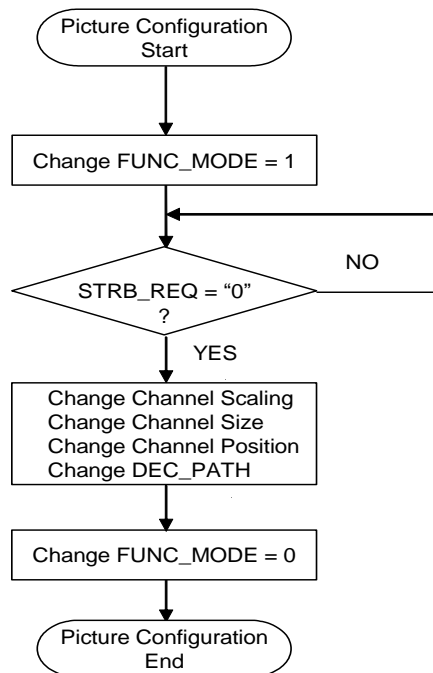 Picture Configuration
Start
Change FUNC_MODE = 1
NO
STRB_REQ = “0”
?
YES
Change Channel Scaling
Change Channel Size
Change Channel Position
Change DEC_PATH
Change FUNC_MODE = 0
Picture Configuration
End